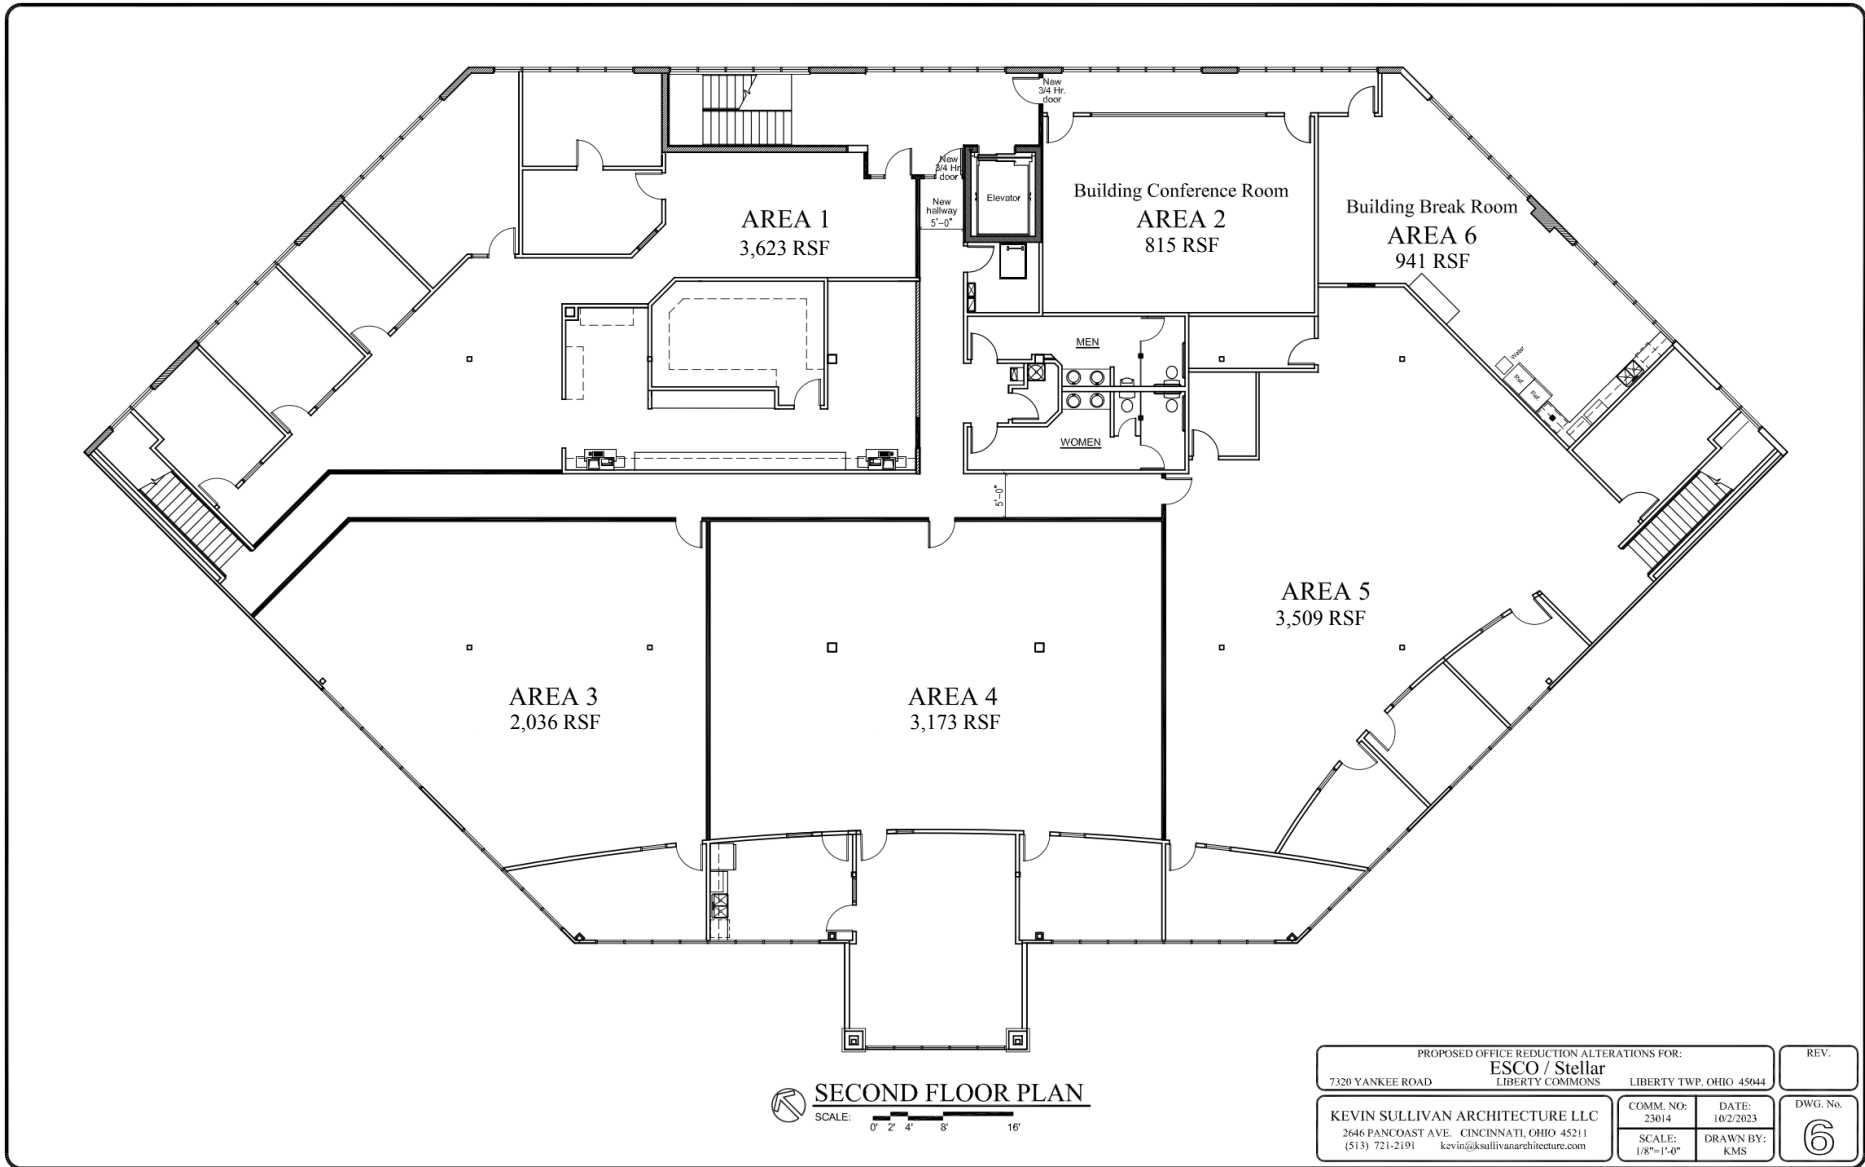 New
3/4 Hr.
door
New
3/4 Hr.
door
Elevator
New
hallway
5'-0"
AREA 1
3,623 RSF
Building Conference Room
AREA 2
815 RSF
Building Break Room
AREA 6
941 RSF
MEN
WOMEN
Water
Ref.
Ref.
5'-0"
AREA 5
3,509 RSF
AREA 3
2,036 RSF
AREA 4
3,173 RSF
SECOND FLOOR PLAN
SCALE:
0' 2' 4' 8' 16'
PROPOSED OFFICE REDUCTION ALTERATIONS FOR:
ESCO / Stellar
7320 YANKEE ROAD LIBERTY COMMONS LIBERTY TWP. OHIO 45044
REV.
KEVIN SULLIVAN ARCHITECTURE LLC
2646 PANCOAST AVE. CINCINNATI, OHIO 45211
(513) 721-2191 kevin@ksullivanarchitecture.com
COMM. NO:
23014
DATE:
10/2/2023
SCALE:
1/8"=1'-0"
DRAWN BY:
KMS
DWG. No.
6